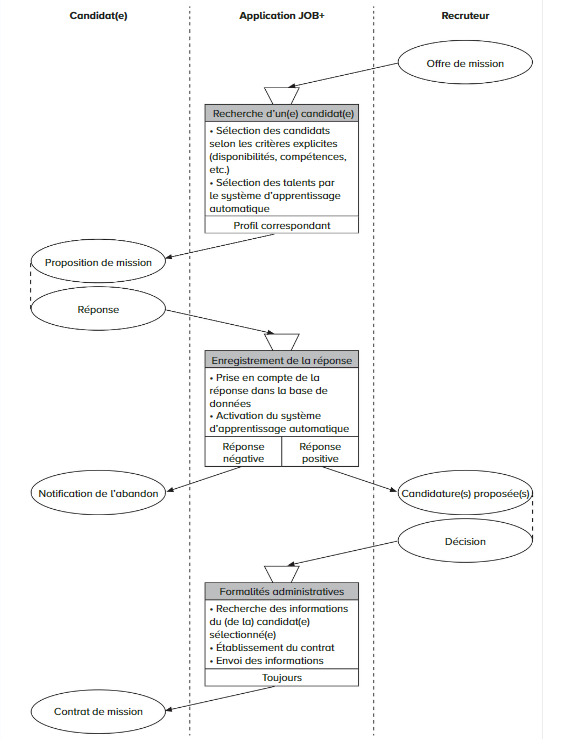 Candidat(e)
Application JOB+
Recruteur
Offre de mission
Recherche d'un(e) candidat(e)
• Sélection des candidats
selon les critères explicites
(disponibilités, compétences,
etc.)
• Sélection des talents par
le système d'apprentissage
automatique
Profil correspondant
Proposition de mission
Réponse
Enregistrement de la réponse
• Prise en compte de la
réponse dans la base de
données
• Activation du système
d'apprentissage automatique
Réponse
négative
Réponse
positive
Notification de l'abandon
Candidature(s) proposée(s)
Décision
Formalités administratives
• Recherche des informations
du (de la) candidat(e)
sélectionné(e)
• Établissement du contrat
• Envoi des informations
Toujours
Contrat de mission